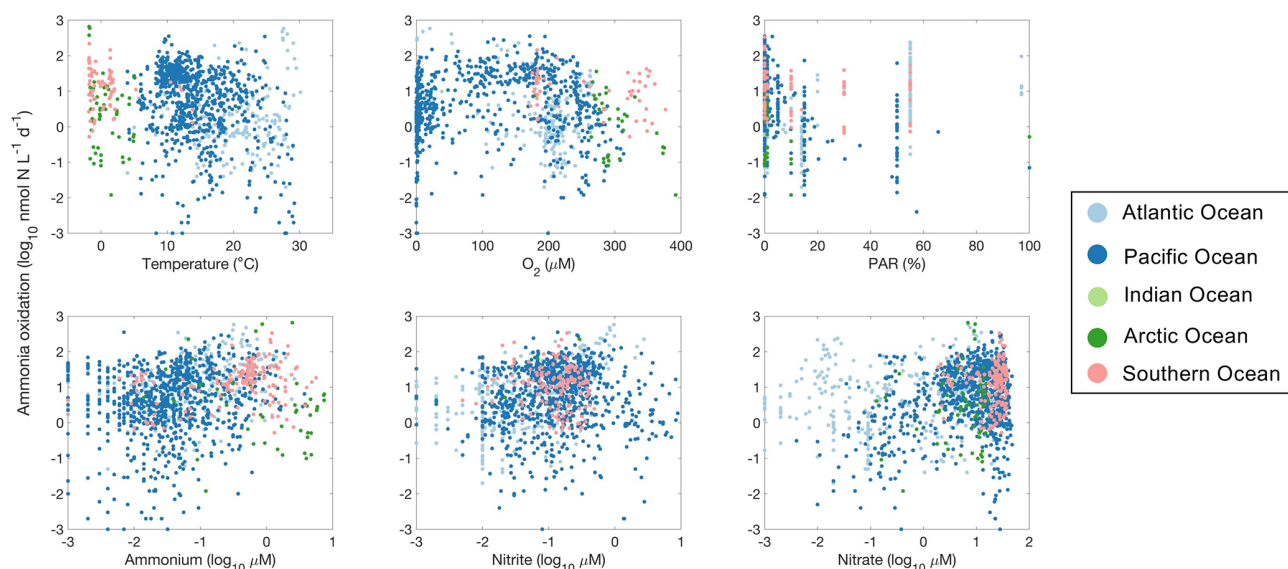 Ammonia oxidation (log₁₀ nmol N L⁻¹ d⁻¹)
3
2
1
0
-1
-2
-3
0 10 20 30
Temperature (°C)
3
2
1
0
-1
-2
-3
0 100 200 300 400
O₂ (μM)
3
2
1
0
-1
-2
-3
0 20 40 60 80 100
PAR (%)
3
2
1
0
-1
-2
-3
-3 -2 -1 0 1
Ammonium (log₁₀ μM)
3
2
1
0
-1
-2
-3
-3 -2 -1 0 1
Nitrite (log₁₀ μM)
3
2
1
0
-1
-2
-3
-3 -2 -1 0 1 2
Nitrate (log₁₀ μM)
Atlantic Ocean
Pacific Ocean
Indian Ocean
Arctic Ocean
Southern Ocean